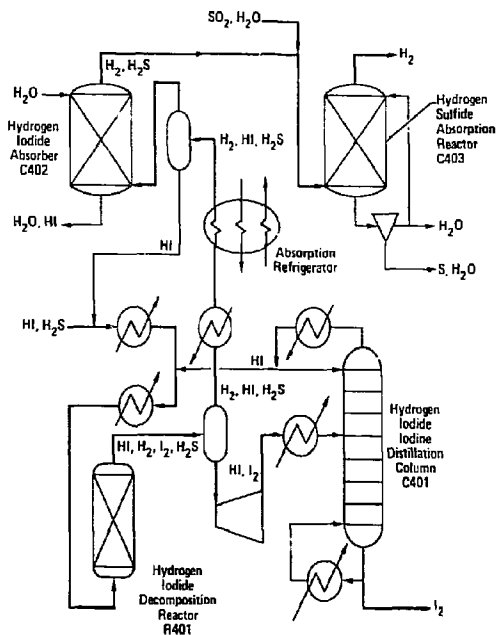 SO2, H2O
H2, H2S
H2
H2O
Hydrogen
Iodide
Absorber
C402
H2, HI, H2S
Hydrogen
Sulfide
Absorption
Reactor
C403
H2O, HI
H2O
HI
Absorption
Refrigerator
S, H2O
HI, H2S
HI
H2, HI, H2S
Hydrogen
Iodide
Iodine
Distillation
Column
C401
HI, H2, I2, H2S
HI, I2
Hydrogen
Iodide
Decomposition
Reactor
R401
I2